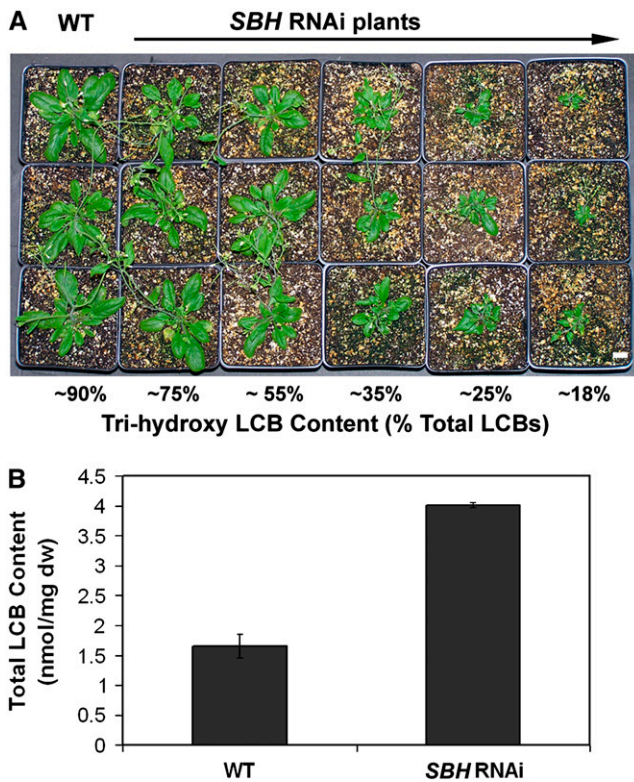 A WT SBH RNAi plants
~90% ~75% ~ 55% ~35% ~25% ~18%
Tri-hydroxy LCB Content (% Total LCBs)
B
Total LCB Content
(nmol/mg dw)
4.5
4
3.5
3
2.5
2
1.5
1
0.5
0
WT SBH RNAi